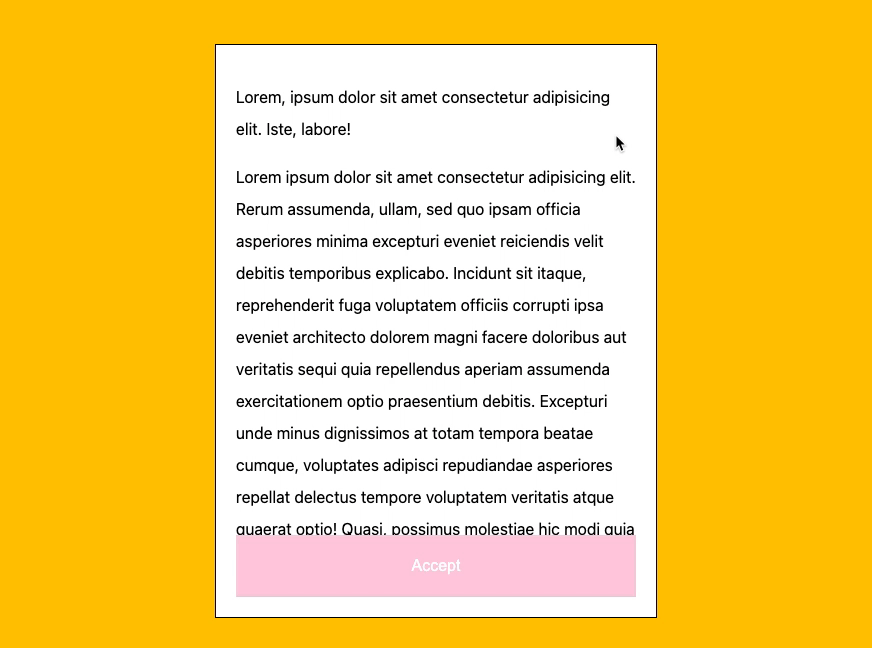 Lorem, ipsum dolor sit amet consectetur adipisicing
elit. Iste, labore!
Lorem ipsum dolor sit amet consectetur adipisicing elit.
Rerum assumenda, ullam, sed quo ipsam officia
asperiores minima excepturi eveniet reiciendis velit
debitis temporibus explicabo. Incidunt sit itaque,
reprehenderit fuga voluptatem officiis corrupti ipsa
eveniet architecto dolorem magni facere doloribus aut
veritatis sequi quia repellendus aperiam assumenda
exercitationem optio praesentium debitis. Excepturi
unde minus dignissimos at totam tempora beatae
cumque, voluptates adipisci repudiandae asperiores
repellat delectus tempore voluptatem veritatis atque
quaerat optio! Quasi, possimus molestiae hic modi quia
Accept